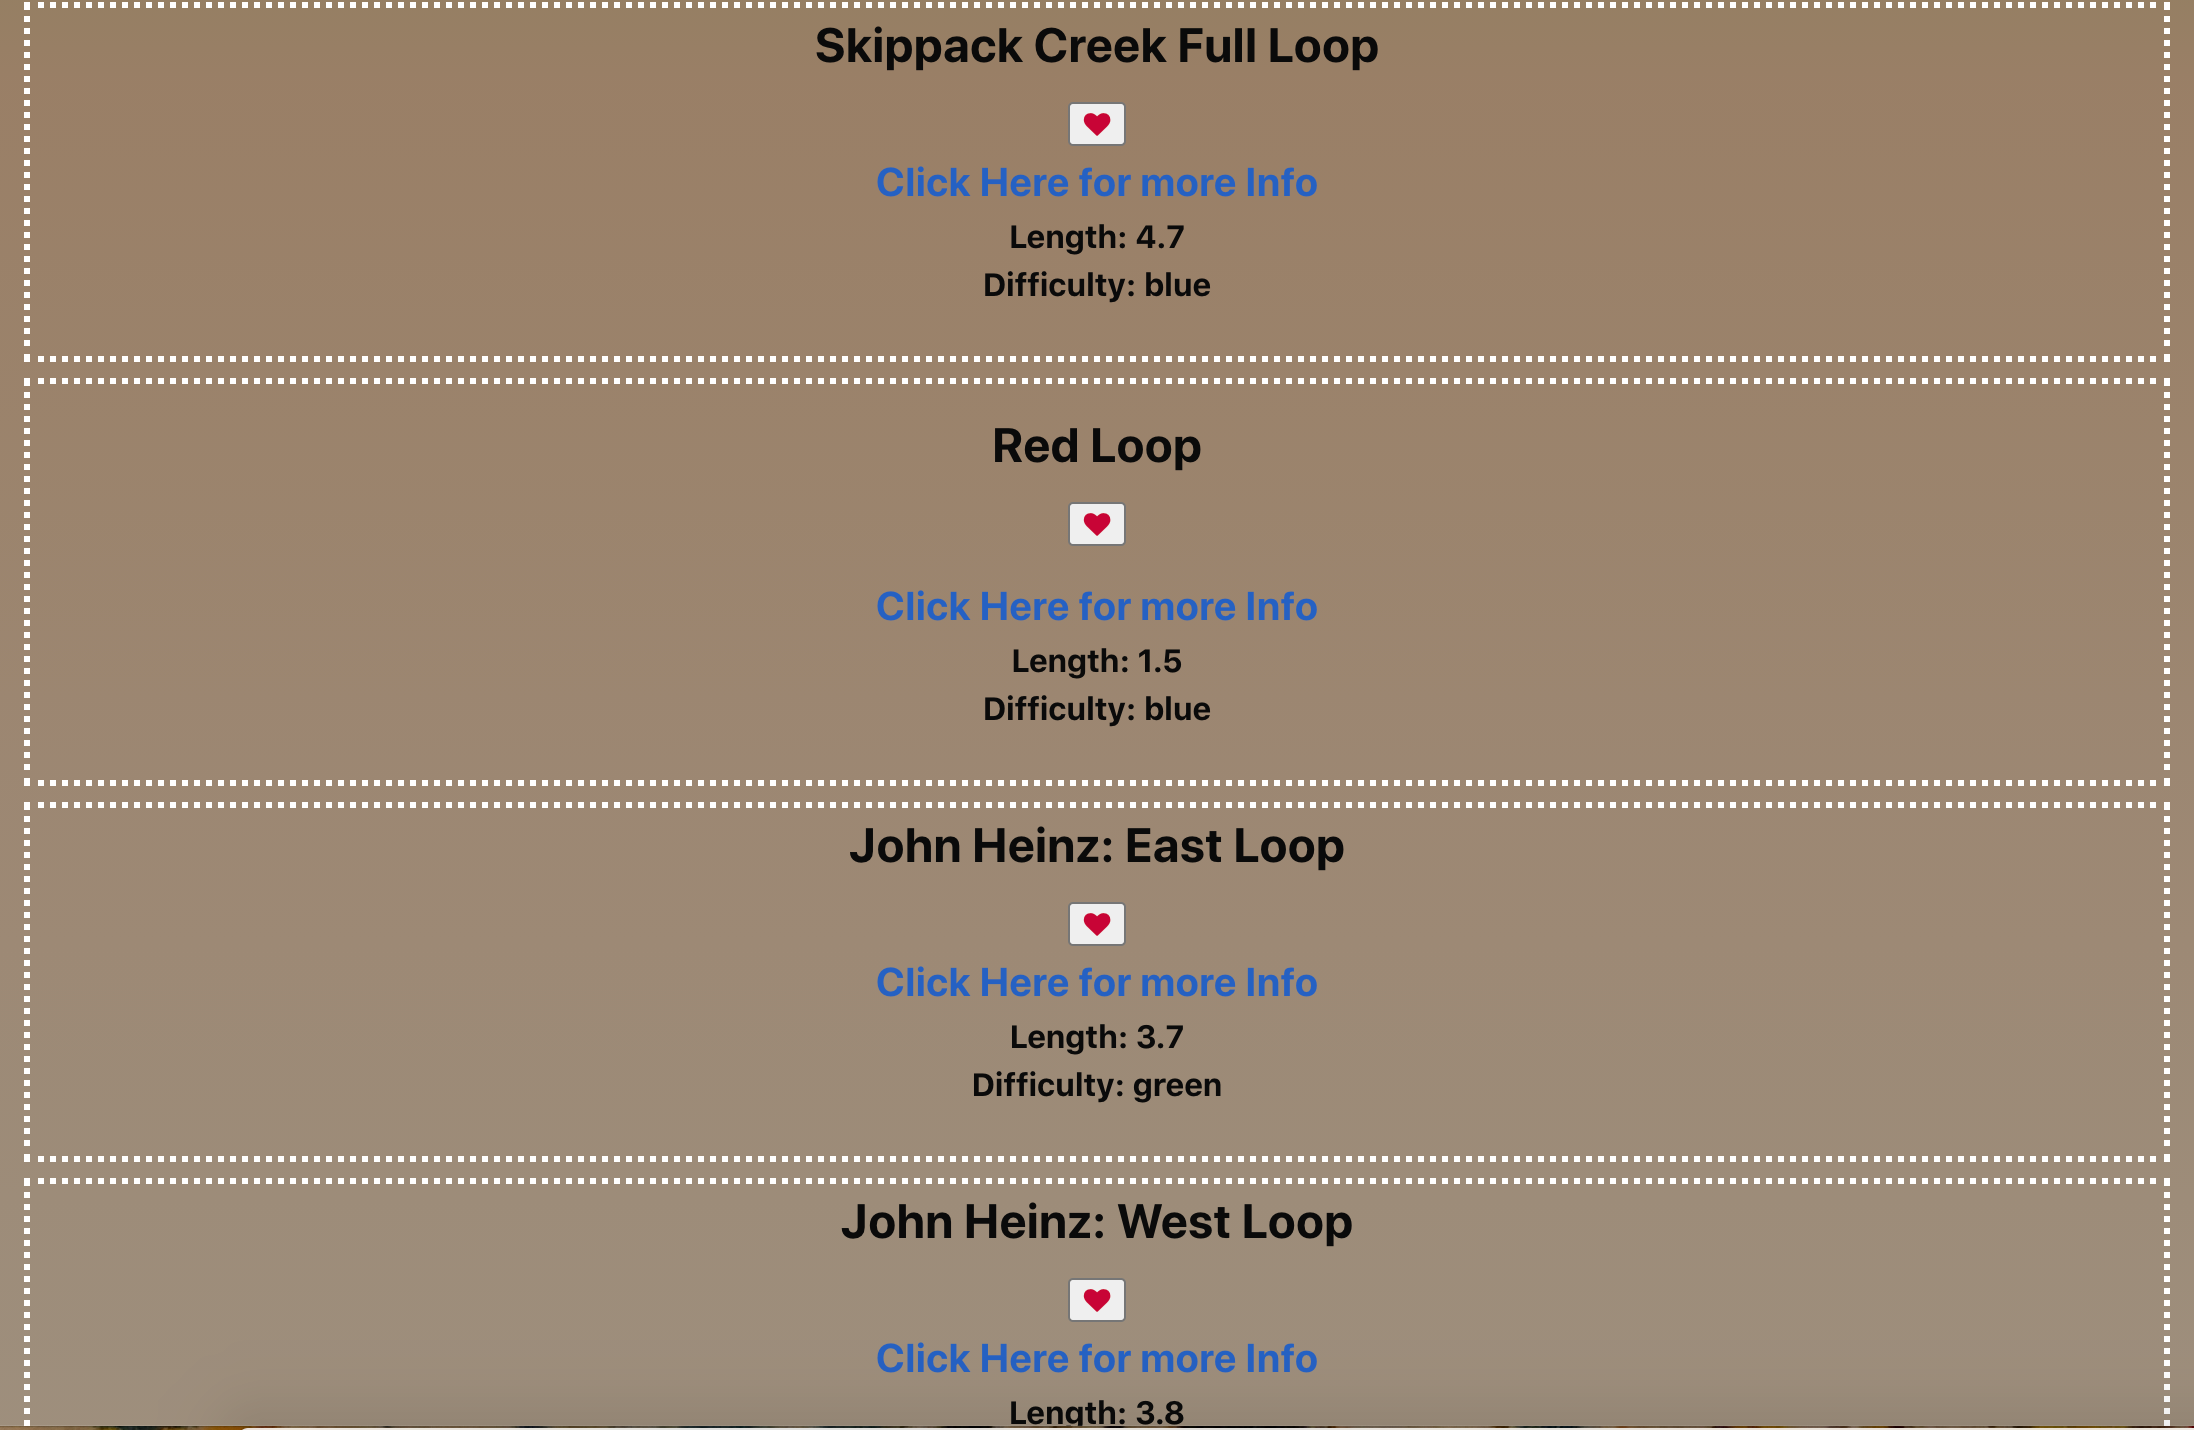 Skippack Creek Full Loop
Click Here for more Info
Length: 4.7
Difficulty: blue
Red Loop
Click Here for more Info
Length: 1.5
Difficulty: blue
John Heinz: East Loop
Click Here for more Info
Length: 3.7
Difficulty: green
John Heinz: West Loop
Click Here for more Info
Length: 3.8